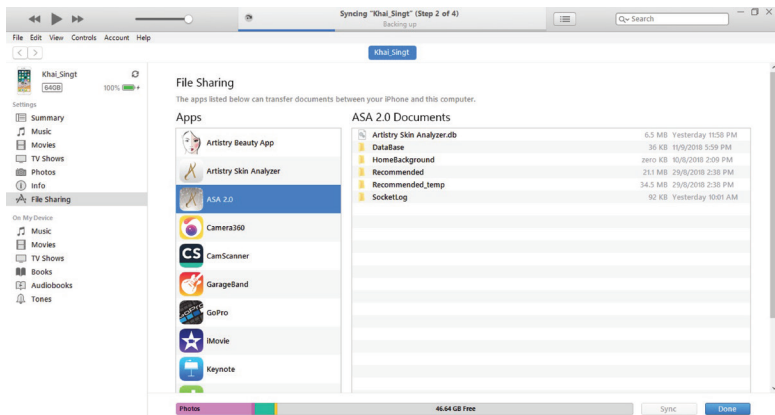 Syncing "Khai_Singt" (Step 2 of 4)
Backing up
Search
File Edit View Controls Account Help
Khai_Singt
Khai_Singt
64GB 100%
Settings
Summary
Music
Movies
TV Shows
Photos
Info
File Sharing
On My Device
Music
Movies
TV Shows
Books
Audiobooks
Tones
File Sharing
The apps listed below can transfer documents between your iPhone and this computer.
Apps
Artistry Beauty App
Artistry Skin Analyzer
ASA 2.0
Camera360
CS CamScanner
GarageBand
GoPro
iMovie
Keynote
ASA 2.0 Documents
Artistry Skin Analyzer.db 6.5 MB Yesterday 11:58 PM
DataBase 36 KB 11/9/2018 5:59 PM
HomeBackground zero KB 10/8/2018 2:09 PM
Recommended 21.1 MB 29/8/2018 2:38 PM
Recommended_temp 34.5 MB 29/8/2018 2:38 PM
SocketLog 92 KB Yesterday 10:01 AM
Photos 46.64 GB Free Sync Done